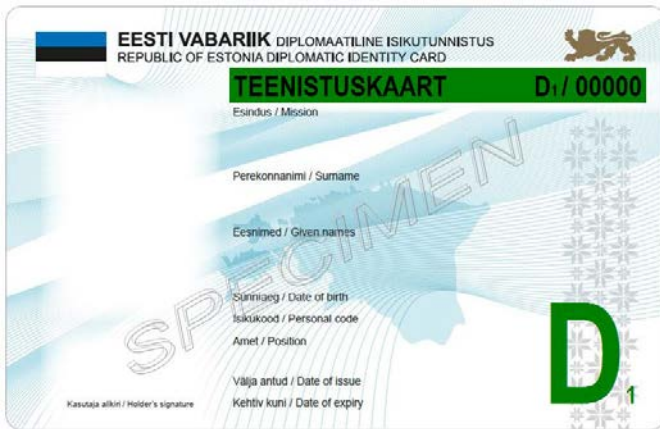 EESTI VABARIIK DIPLOMAATILINE ISIKUTUNNISTUS
REPUBLIC OF ESTONIA DIPLOMATIC IDENTITY CARD
TEENISTUSKAART D1 / 00000
Esindus / Mission
Perekonnanimi / Surname
Eesnimed / Given names
SPECIMEN
Sünniaeg / Date of birth
Isikukood / Personal code
Amet / Position
Välja antud / Date of issue
Kasutaja allkiri / Holder's signature
Kehtiv kuni / Date of expiry
D1